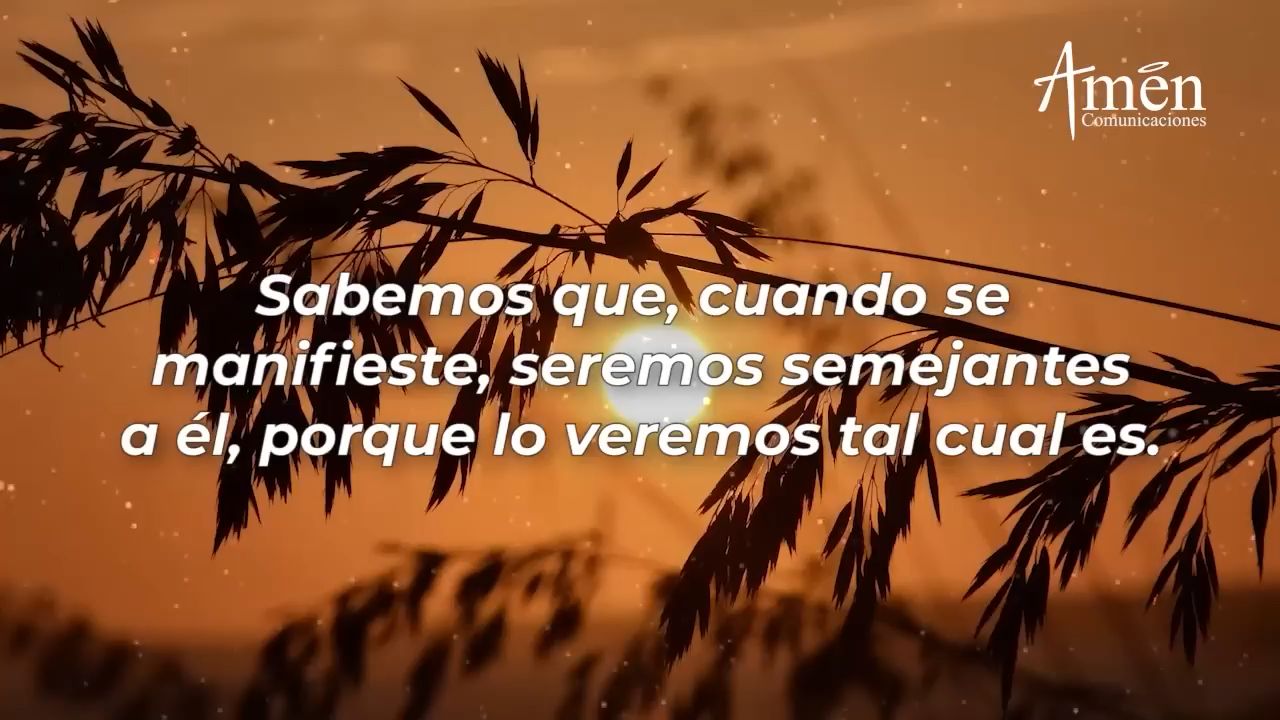 Amén
Comunicaciones
Sabemos que, cuando se
manifieste, seremos semejantes
a él, porque lo veremos tal cual es.